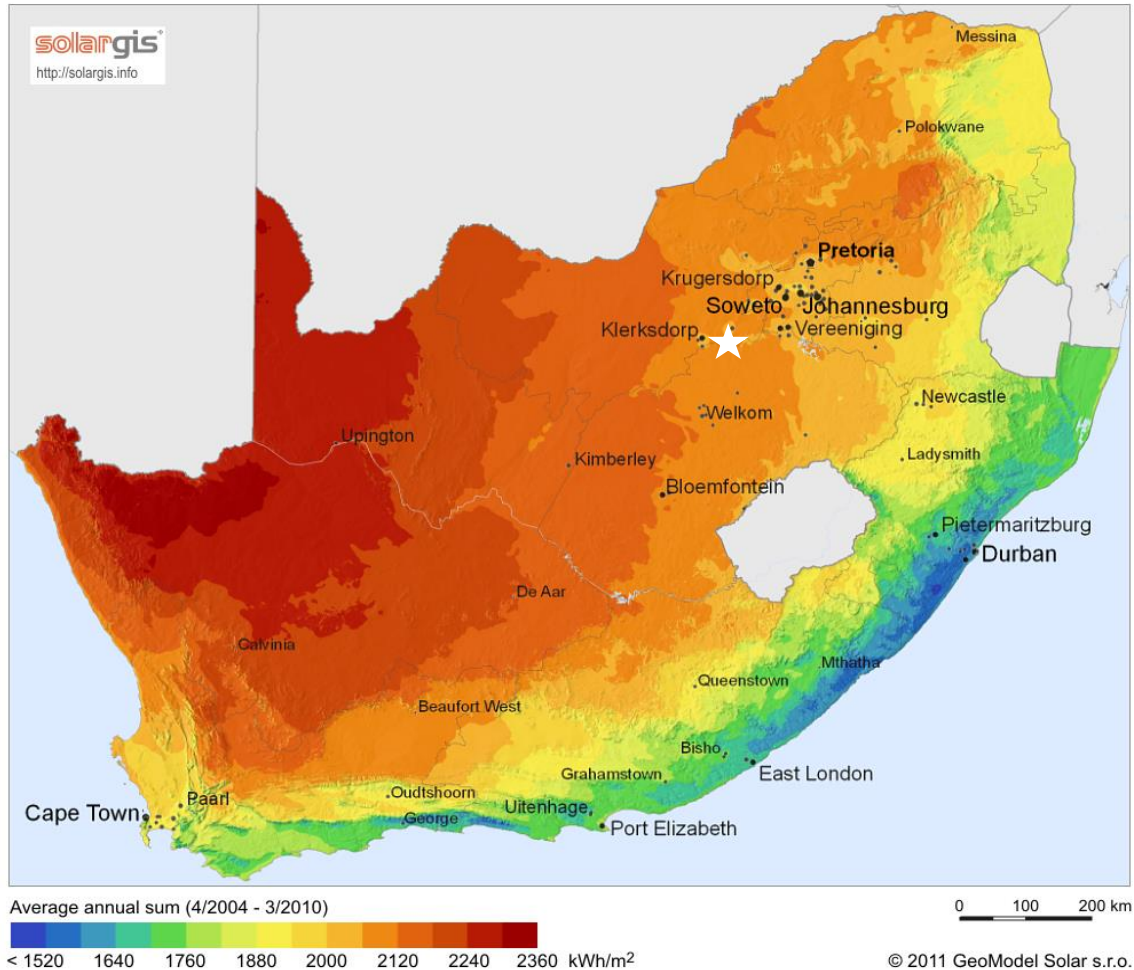 solargis
http://solargis.info
Messina
Polokwane
Pretoria
Krugersdorp
Soweto Johannesburg
Klerksdorp Vereeniging
Newcastle
Welkom
Upington
Ladysmith
Kimberley
Bloemfontein
Pietermaritzburg
Durban
De Aar
Calvinia
Mthatha
Queenstown
Beaufort West
Bisho
East London
Grahamstown
Oudtshoorn
Paarl
Uitenhage
Cape Town
George
Port Elizabeth
Average annual sum (4/2004 - 3/2010)
0 100 200 km
< 1520 1640 1760 1880 2000 2120 2240 2360 kWh/m²
© 2011 GeoModel Solar s.r.o.